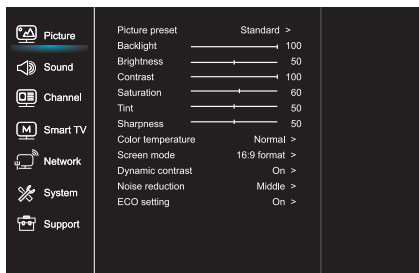 Picture
Sound
Channel
M Smart TV
Network
System
Support
Picture preset Standard >
Backlight 100
Brightness 50
Contrast 100
Saturation 60
Tint 50
Sharpness 50
Color temperature Normal >
Screen mode 16:9 format >
Dynamic contrast On >
Noise reduction Middle >
ECO setting On >